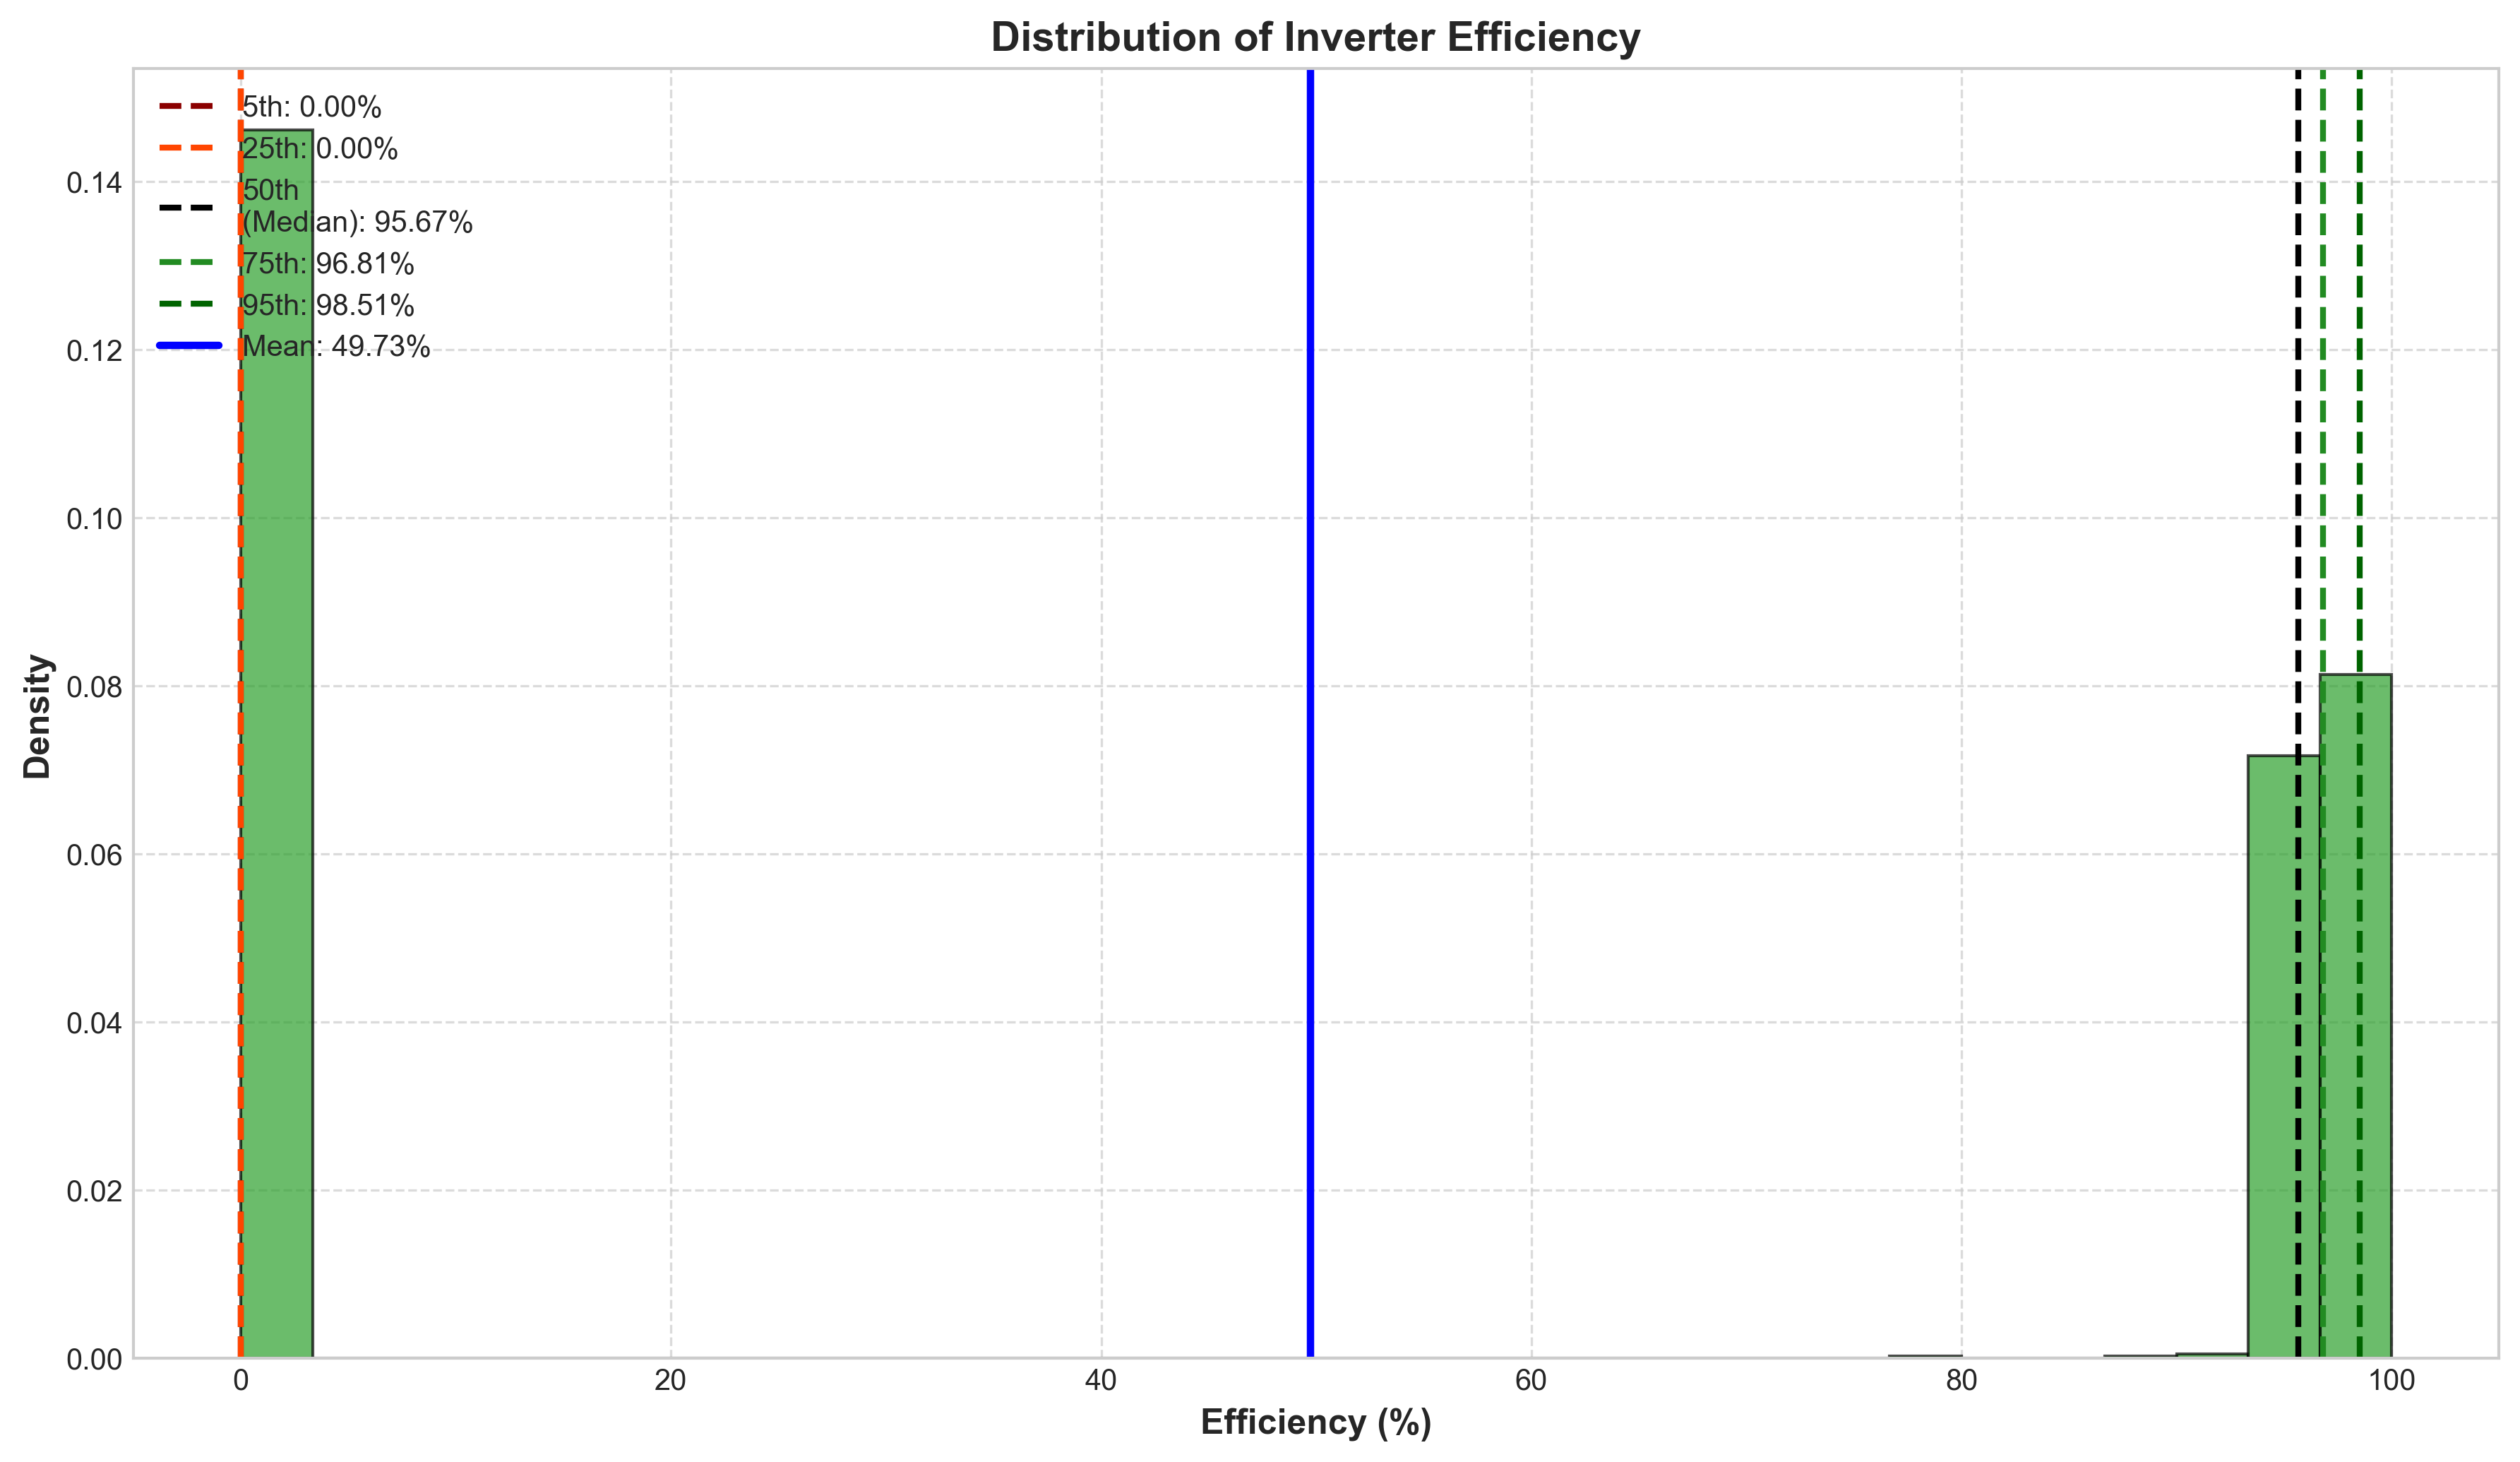 Distribution of Inverter Efficiency
5th: 0.00%
25th: 0.00%
50th
(Median): 95.67%
75th: 96.81%
95th: 98.51%
Mean: 49.73%
Density
0.14
0.12
0.10
0.08
0.06
0.04
0.02
0.00
0 20 40 60 80 100
Efficiency (%)